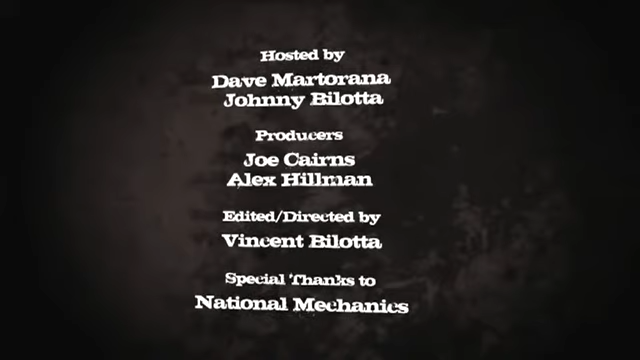 Hosted by
Dave Martorana
Johnny Bilotta
Producers
Joe Cairns
Alex Hillman
Edited/Directed by
Vincent Bilotta
Special Thanks to
National Mechanics